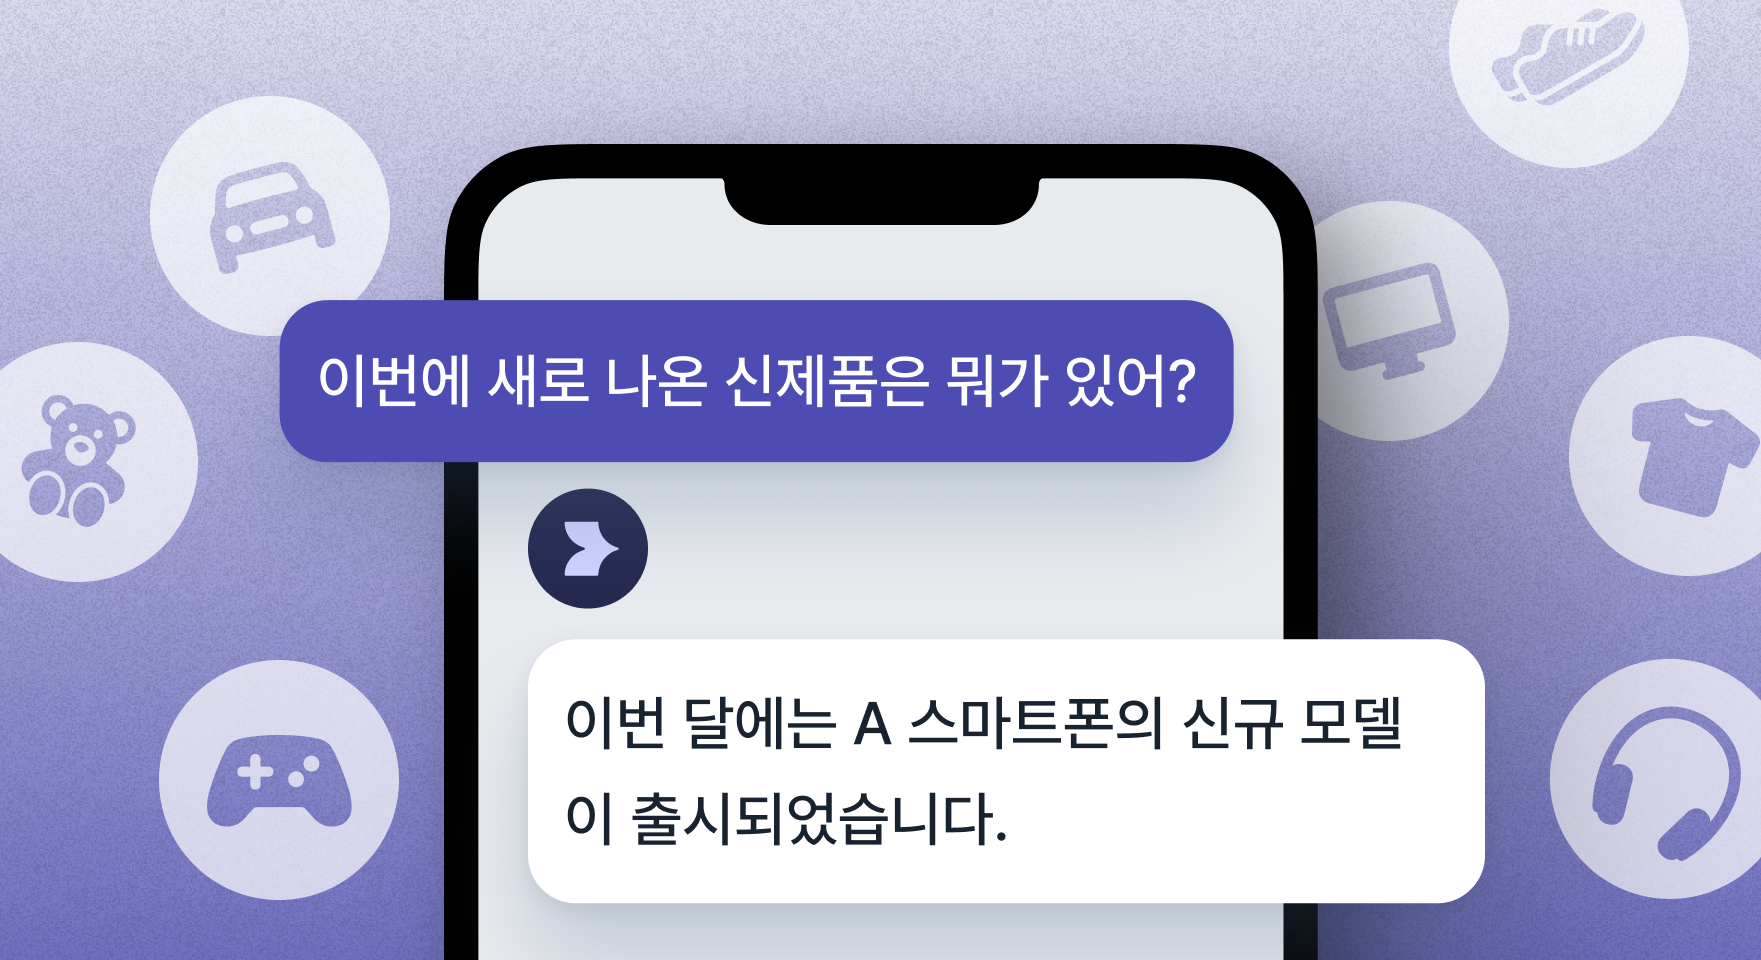 이번에 새로 나온 신제품은 뭐가 있어?
이번 달에는 A 스마트폰의 신규 모델
이 출시되었습니다.